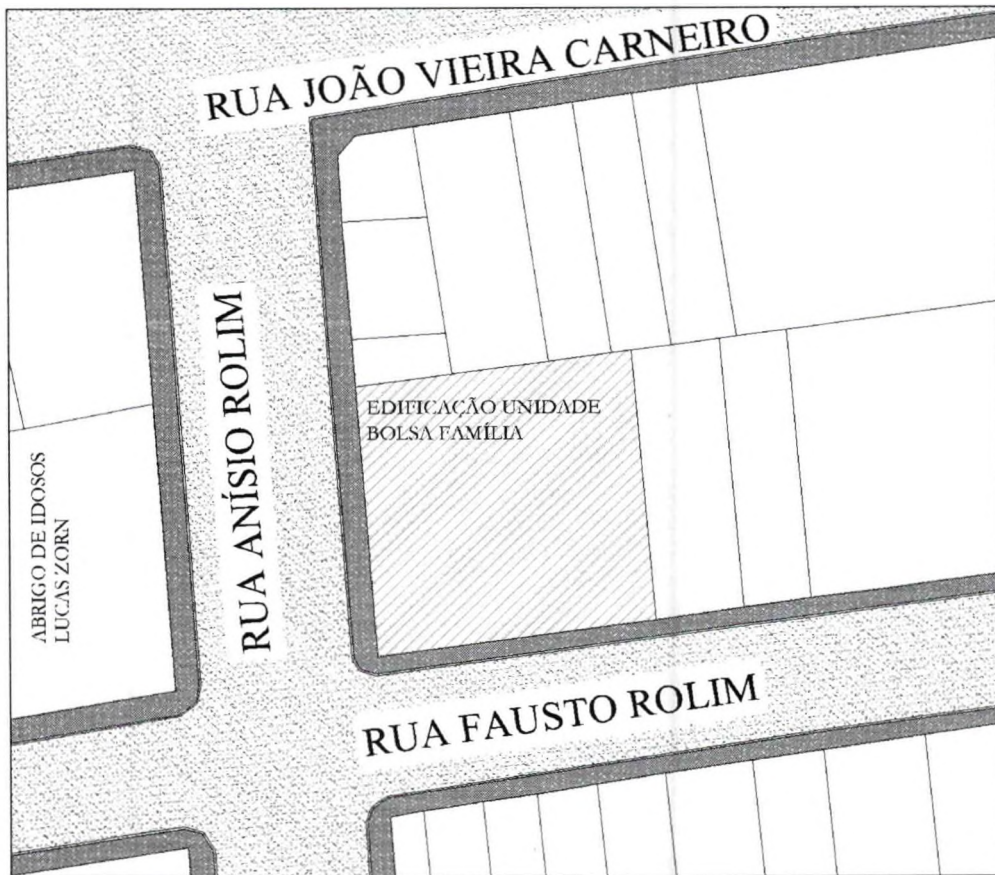 RUA JOÃO VIEIRA CARNEIRO
RUA ANÍSIO ROLIM
EDIFICAÇÃO UNIDADE
BOLSA FAMÍLIA
ABRIGO DE IDOSOS
LUCAS ZORN
RUA FAUSTO ROLIM